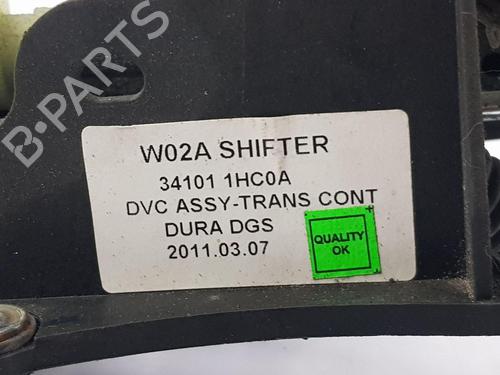 B-PARTS
W02A SHIFTER
34101 1HC0A
DVC ASSY-TRANS CONT
DURA DGS
2011.03.07
QUALITY
OK